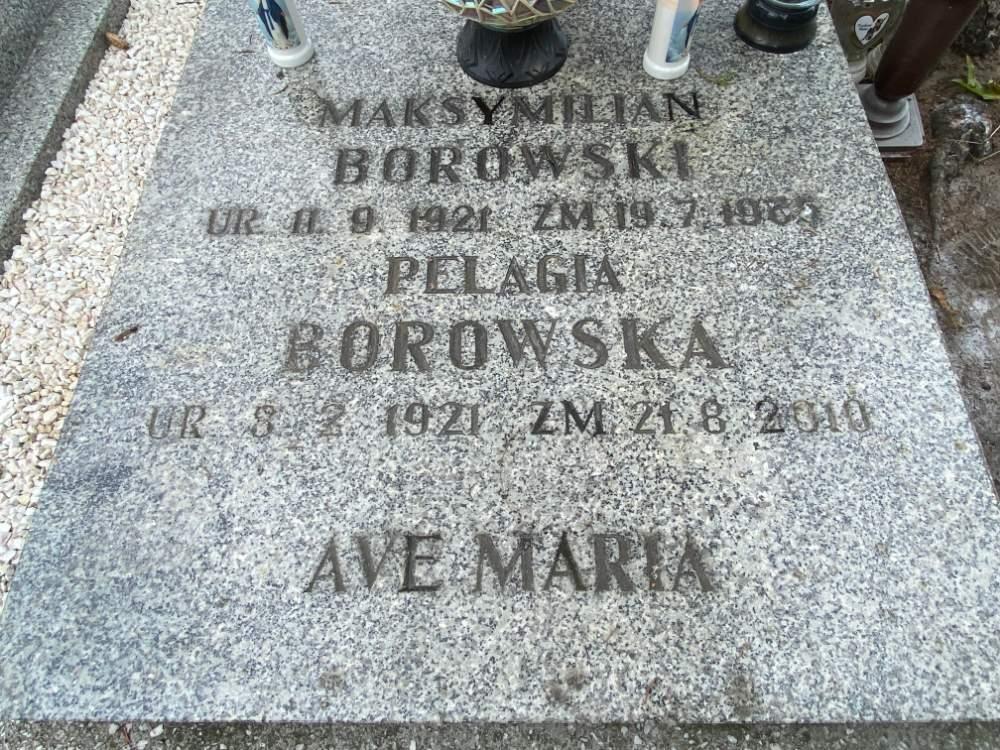 MAKSYMILIAN
BOROWSKI
UR. 11. 9. 1921 ZM 19. 7.
PELAGIA
BOROWSKA
UR 8 2 1921 ZM. 21. 8 2010
AVE MARIA